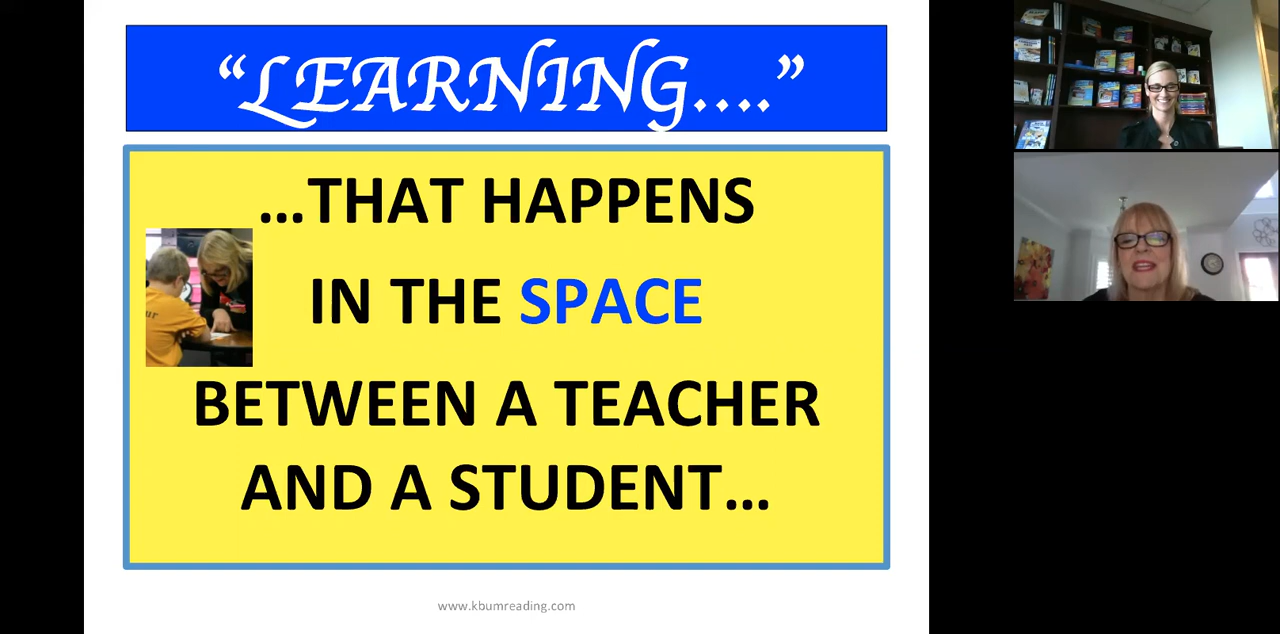 “LEARNING....”
...THAT HAPPENS
IN THE SPACE
BETWEEN A TEACHER
AND A STUDENT...
www.kbumreading.com